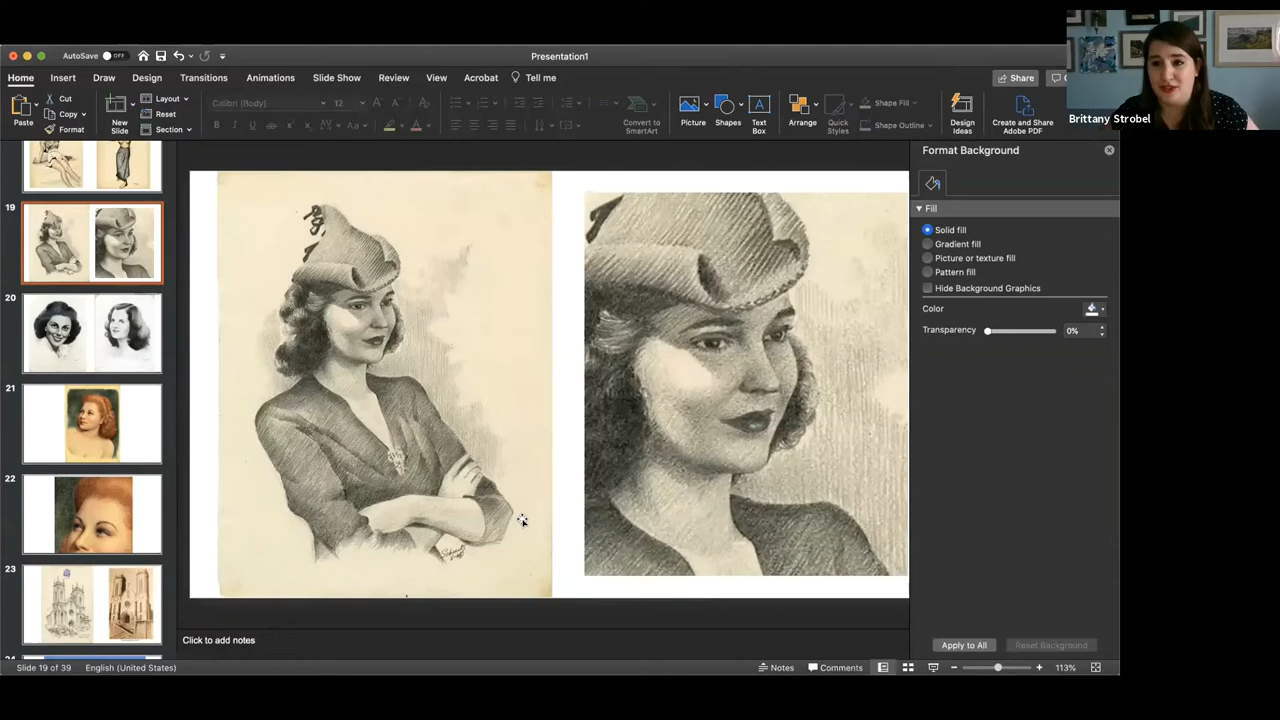 AutoSave OFF
Presentation1
Home Insert Draw Design Transitions Animations Slide Show Review View Acrobat Tell me
Share
Paste
Cut
Copy
Format
New Slide
Layout
Reset
Section
Calibri (Body) 12
Convert to SmartArt
Picture
Shapes
Text Box
Arrange
Quick Styles
Shape Fill
Shape Outline
Design Ideas
Create and Share Adobe PDF
Brittany Strobel
Format Background
Fill
Solid fill
Gradient fill
Picture or texture fill
Pattern fill
Hide Background Graphics
Color
Transparency 0%
Apply to All
Reset Background
19
20
21
22
23
Click to add notes
Slide 19 of 39
English (United States)
Notes
Comments
113%